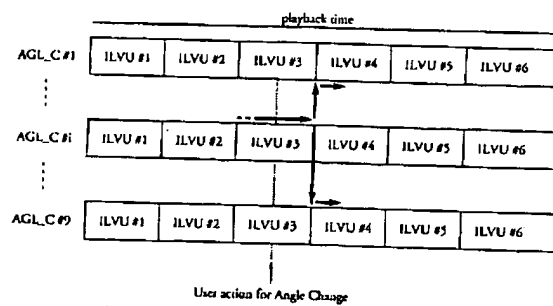 playback time
AGL_C #1 ILVU #1 ILVU #2 ILVU #3 ILVU #4 ILVU #5 ILVU #6
AGL_C #i ILVU #1 ILVU #2 ILVU #3 ILVU #4 ILVU #5 ILVU #6
AGL_C #9 ILVU #1 ILVU #2 ILVU #3 ILVU #4 ILVU #5 ILVU #6
User action for Angle Change